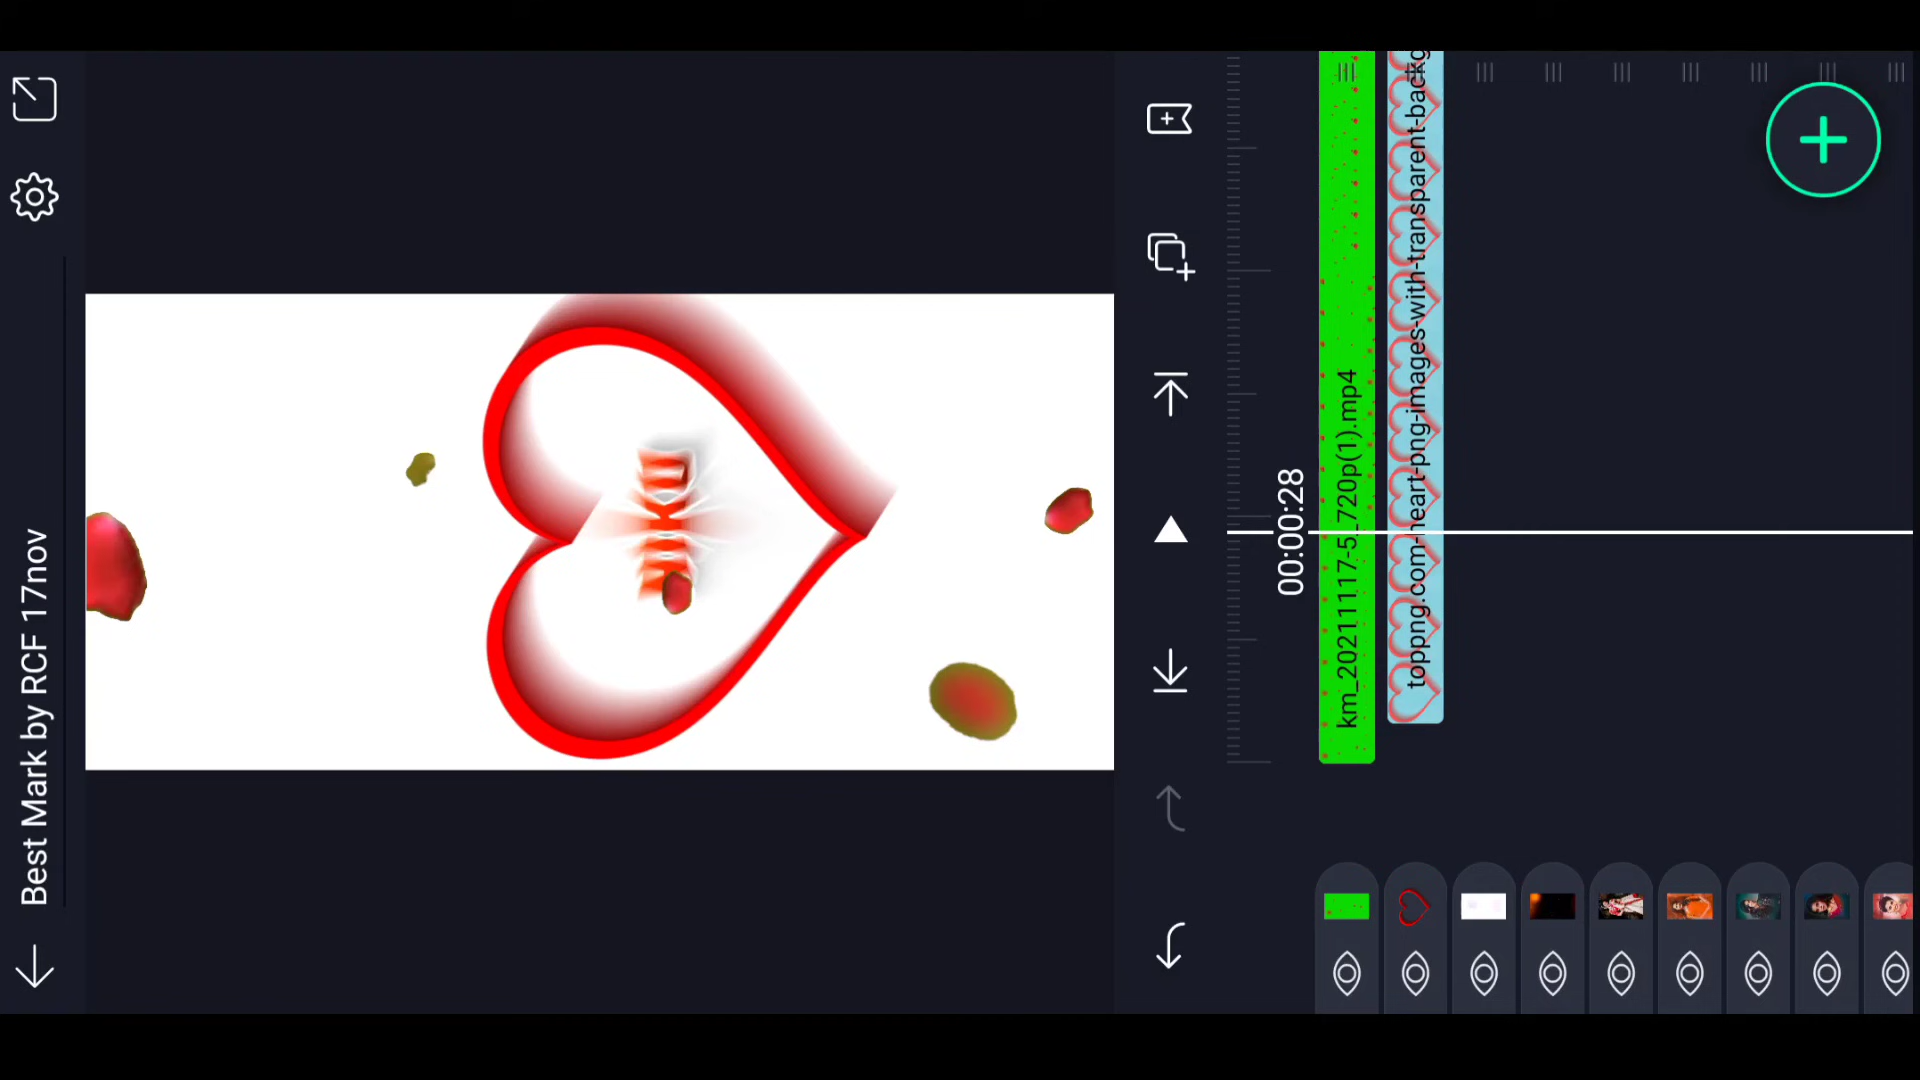 Best Mark by RCF 17nov
00:00:28
km_20211117-5_720p(1).mp4
toppng.com-heart-png-images-with-transparent-backg